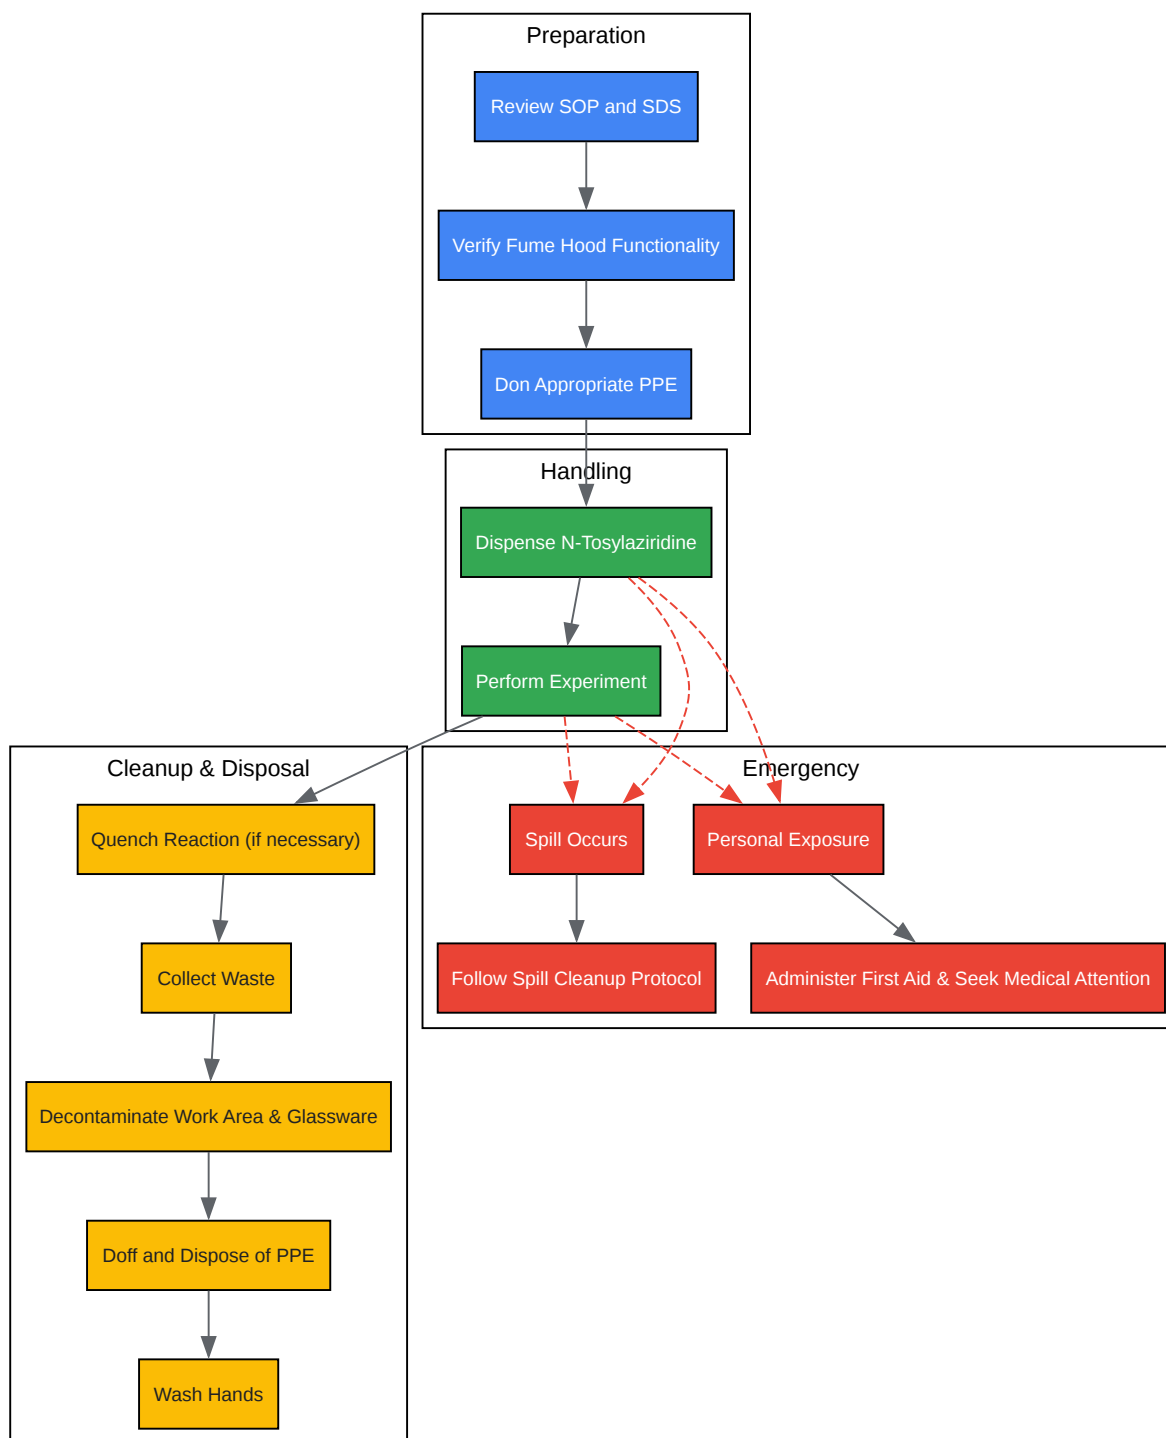 Preparation
Review SOP and SDS
Verify Fume Hood Functionality
Don Appropriate PPE
Handling
Dispense N-Tosylaziridine
Perform Experiment
Cleanup & Disposal
Quench Reaction (if necessary)
Collect Waste
Decontaminate Work Area & Glassware
Doff and Dispose of PPE
Wash Hands
Emergency
Spill Occurs
Personal Exposure
Follow Spill Cleanup Protocol
Administer First Aid & Seek Medical Attention